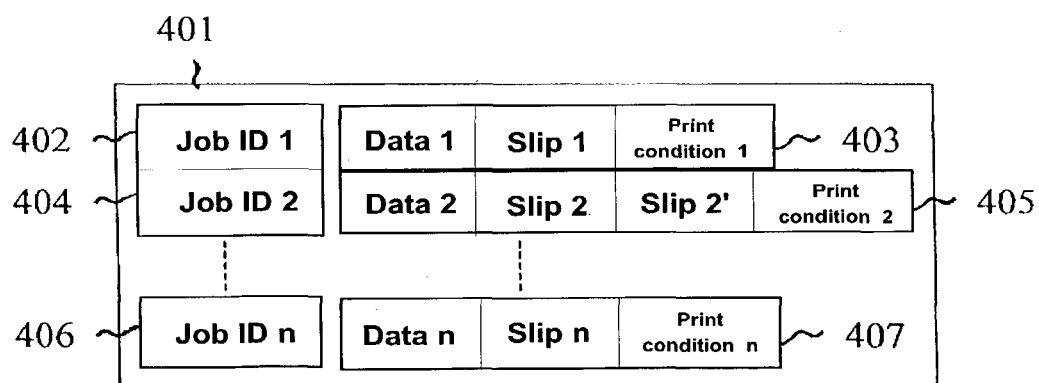 401
402 Job ID 1 Data 1 Slip 1 Print condition 1 403
404 Job ID 2 Data 2 Slip 2 Slip 2' Print condition 2 405
406 Job ID n Data n Slip n Print condition n 407